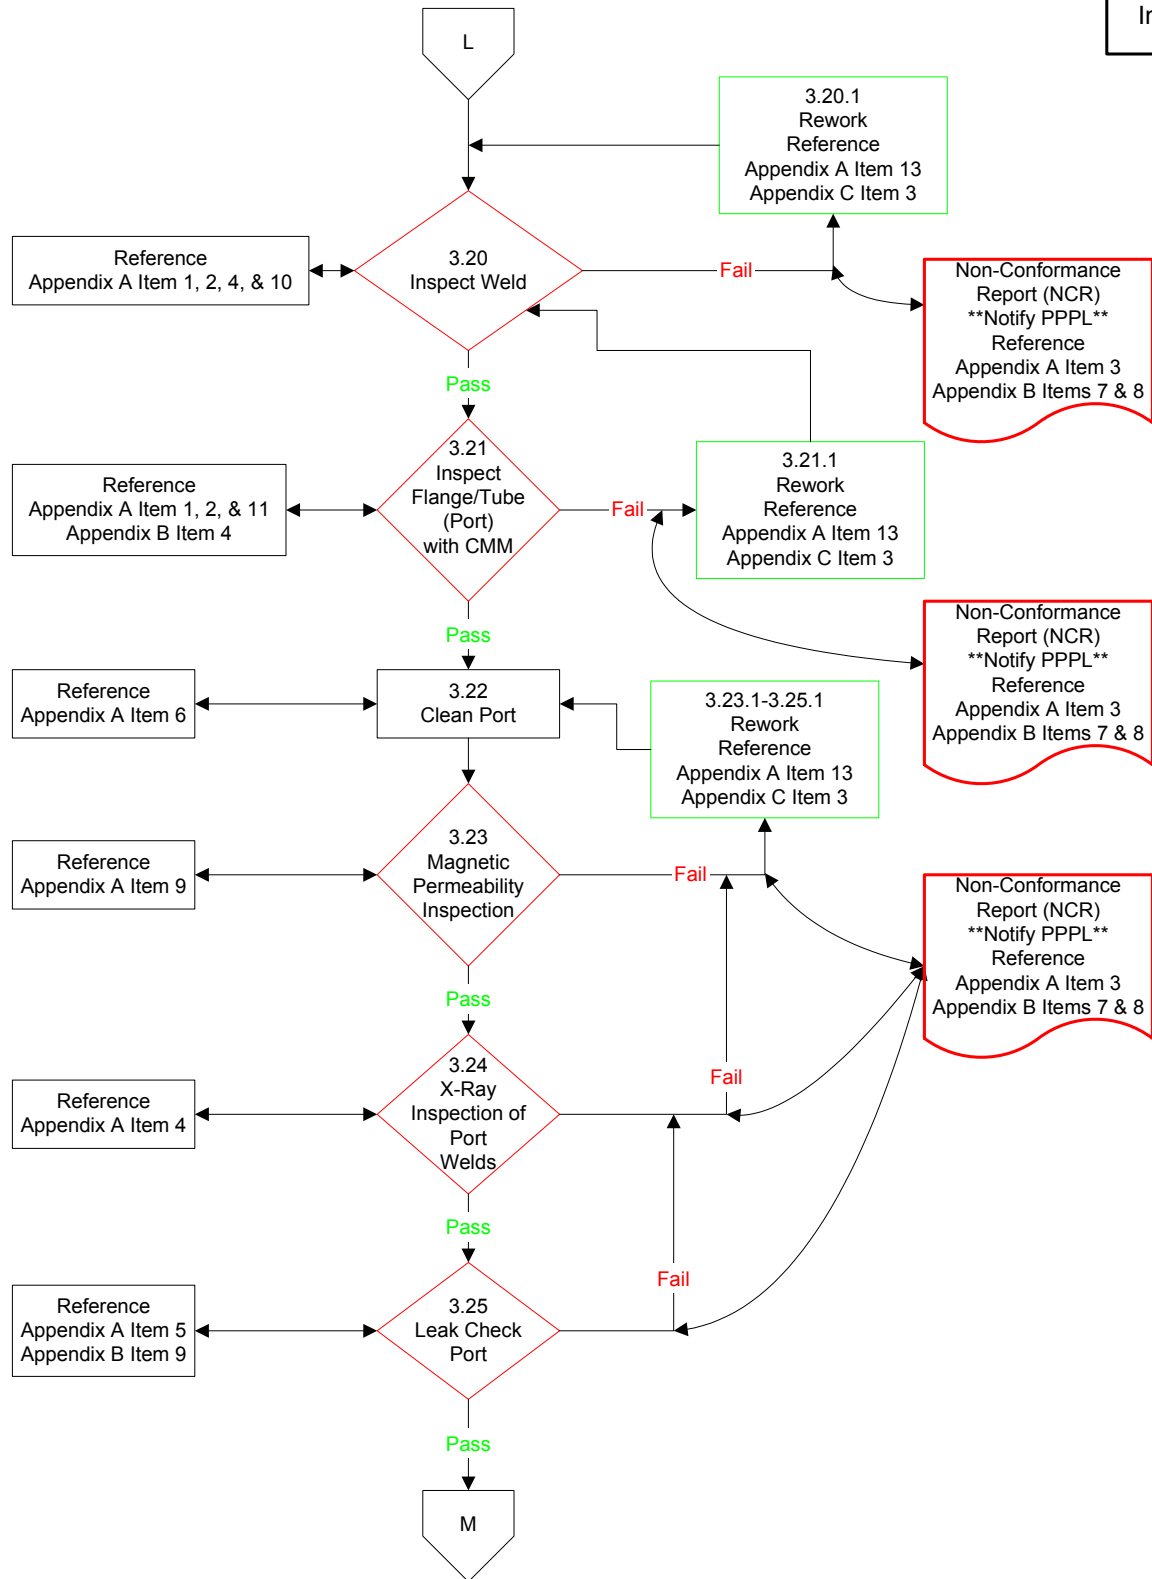 In
L
3.20.1
Rework
Reference
Appendix A Item 13
Appendix C Item 3
Reference
Appendix A Item 1, 2, 4, & 10
3.20
Inspect Weld
Fail
Non-Conformance
Report (NCR)
**Notify PPPL**
Reference
Appendix A Item 3
Appendix B Items 7 & 8
Pass
Reference
Appendix A Item 1, 2, & 11
Appendix B Item 4
3.21
Inspect
Flange/Tube
(Port)
with CMM
Fail
3.21.1
Rework
Reference
Appendix A Item 13
Appendix C Item 3
Pass
Non-Conformance
Report (NCR)
**Notify PPPL**
Reference
Appendix A Item 3
Appendix B Items 7 & 8
Reference
Appendix A Item 6
3.22
Clean Port
3.23.1-3.25.1
Rework
Reference
Appendix A Item 13
Appendix C Item 3
Reference
Appendix A Item 9
3.23
Magnetic
Permeability
Inspection
Fail
Non-Conformance
Report (NCR)
**Notify PPPL**
Reference
Appendix A Item 3
Appendix B Items 7 & 8
Pass
Reference
Appendix A Item 4
3.24
X-Ray
Inspection of
Port
Welds
Fail
Pass
Reference
Appendix A Item 5
Appendix B Item 9
3.25
Leak Check
Port
Fail
Pass
M